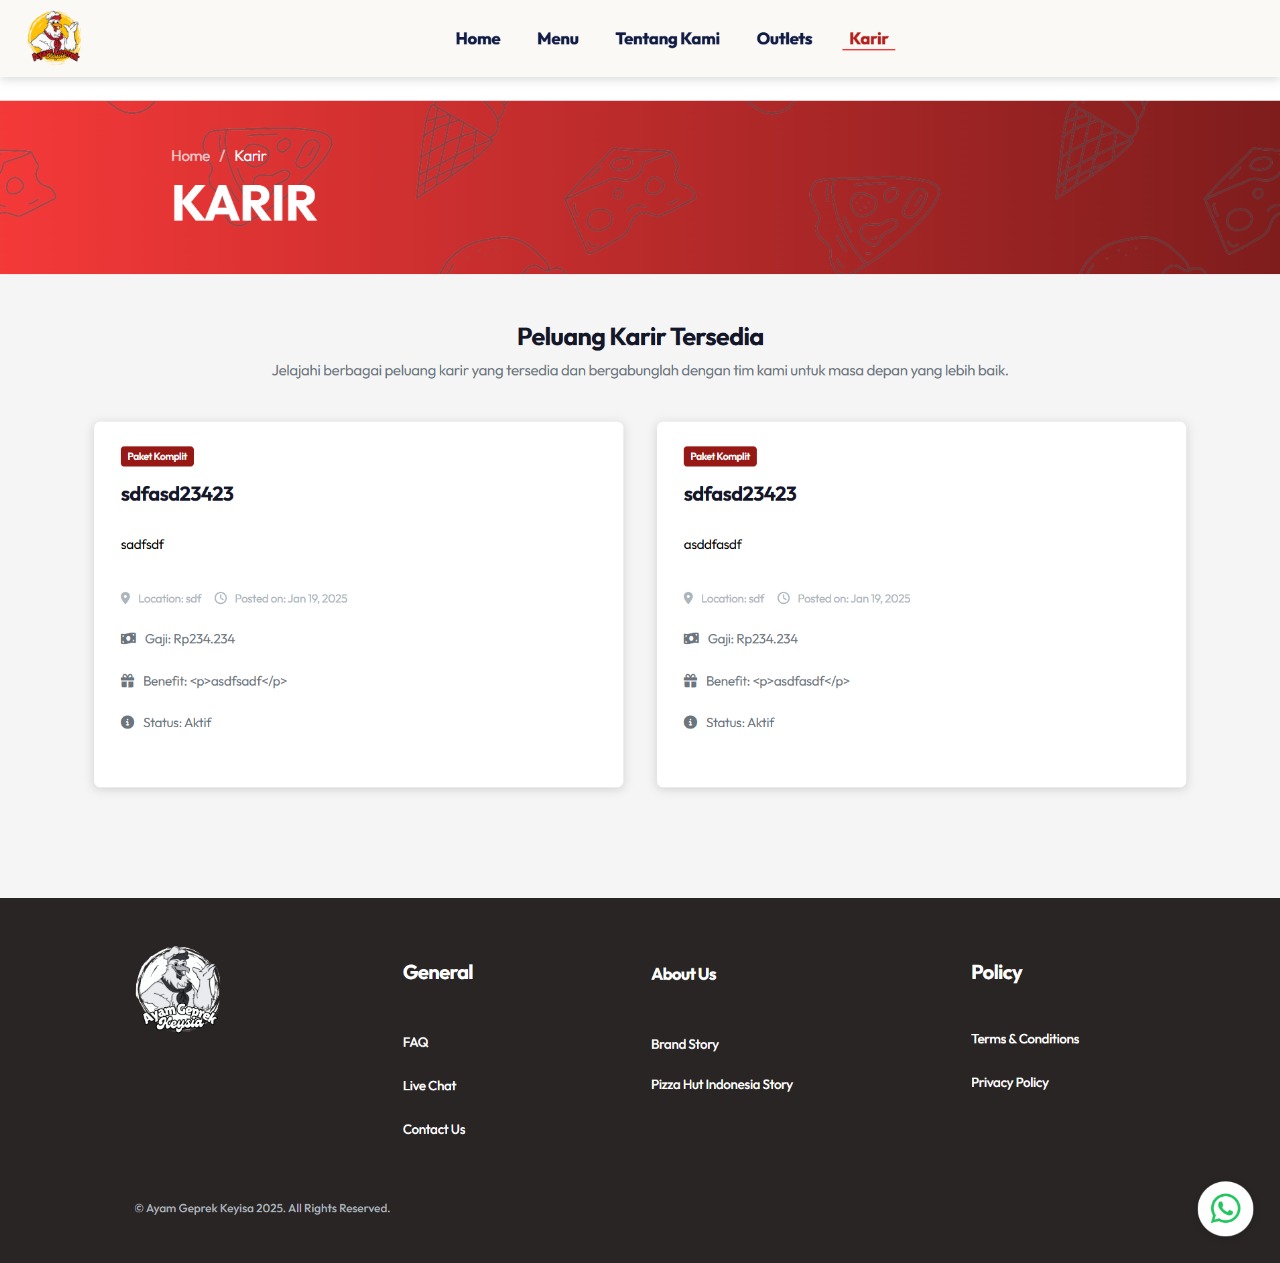 Home Menu Tentang Kami Outlets Karir
Home / Karir
KARIR
Peluang Karir Tersedia
Jelajahi berbagai peluang karir yang tersedia dan bergabunglah dengan tim kami untuk masa depan yang lebih baik.
Paket Komplit
sdfasd23423
sadfsdf
Location: sdf Posted on: Jan 19, 2025
Gaji: Rp234.234
Benefit: <p>asdfsadf</p>
Status: Aktif
Paket Komplit
sdfasd23423
asddfasdf
Location: sdf Posted on: Jan 19, 2025
Gaji: Rp234.234
Benefit: <p>asdfasdf</p>
Status: Aktif
Ayam Geprek
Keysia
General
FAQ
Live Chat
Contact Us
About Us
Brand Story
Pizza Hut Indonesia Story
Policy
Terms & Conditions
Privacy Policy
© Ayam Geprek Keyisa 2025. All Rights Reserved.